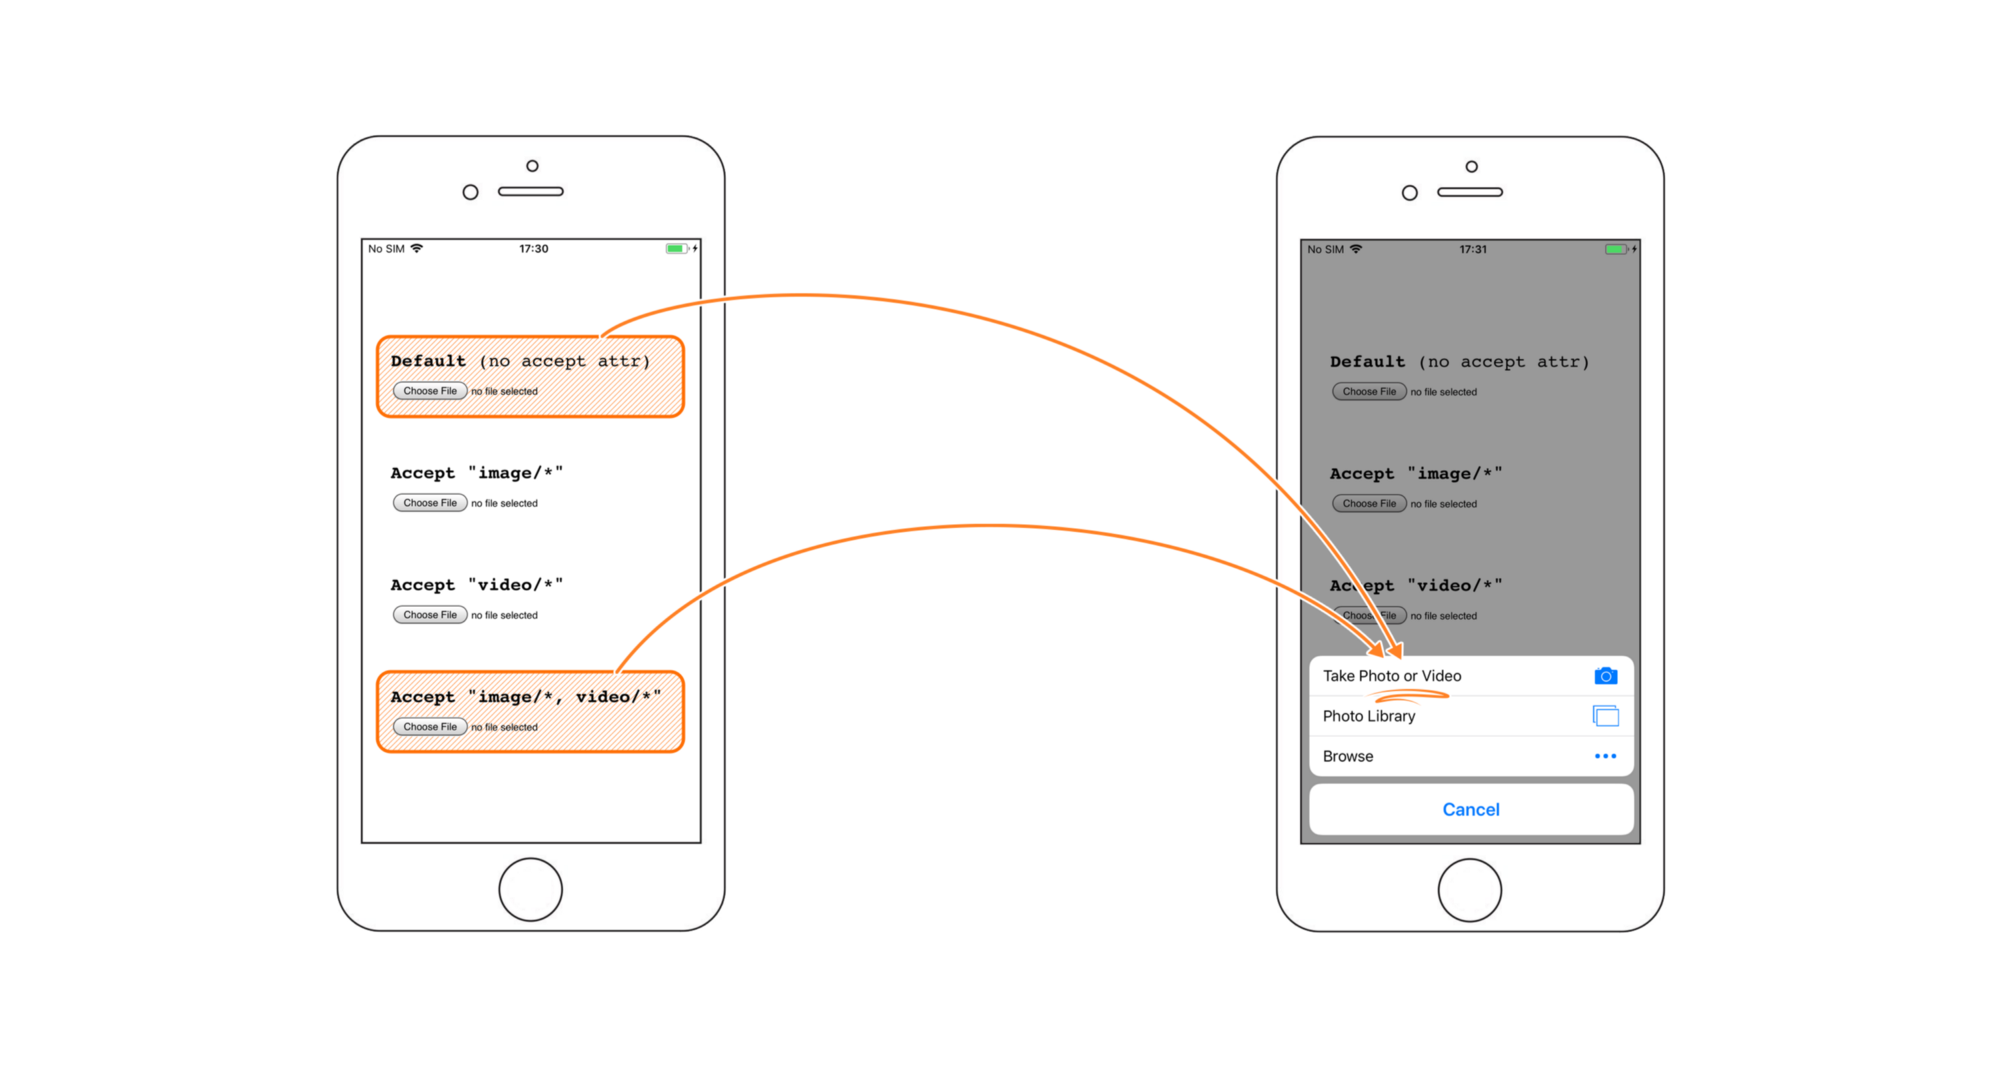 No SIM 17:30
Default (no accept attr)
Choose File no file selected
Accept "image/*"
Choose File no file selected
Accept "video/*"
Choose File no file selected
Accept "image/*, video/*"
Choose File no file selected
No SIM 17:31
Default (no accept attr)
Choose File no file selected
Accept "image/*"
Choose File no file selected
Accept "video/*"
Choose File no file selected
Take Photo or Video
Photo Library
Browse
Cancel